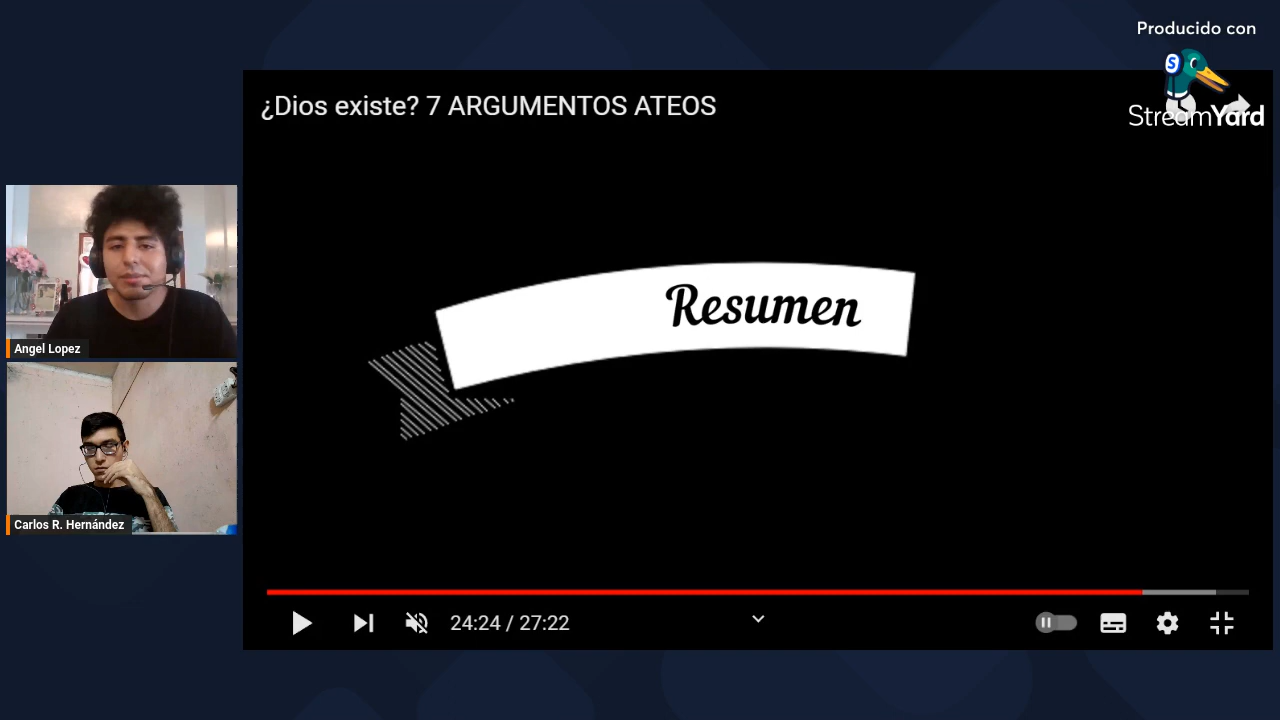 Producido con
StreamYard
¿Dios existe? 7 ARGUMENTOS ATEOS
Resumen
Angel Lopez
Carlos R. Hernández
24:24 / 27:22